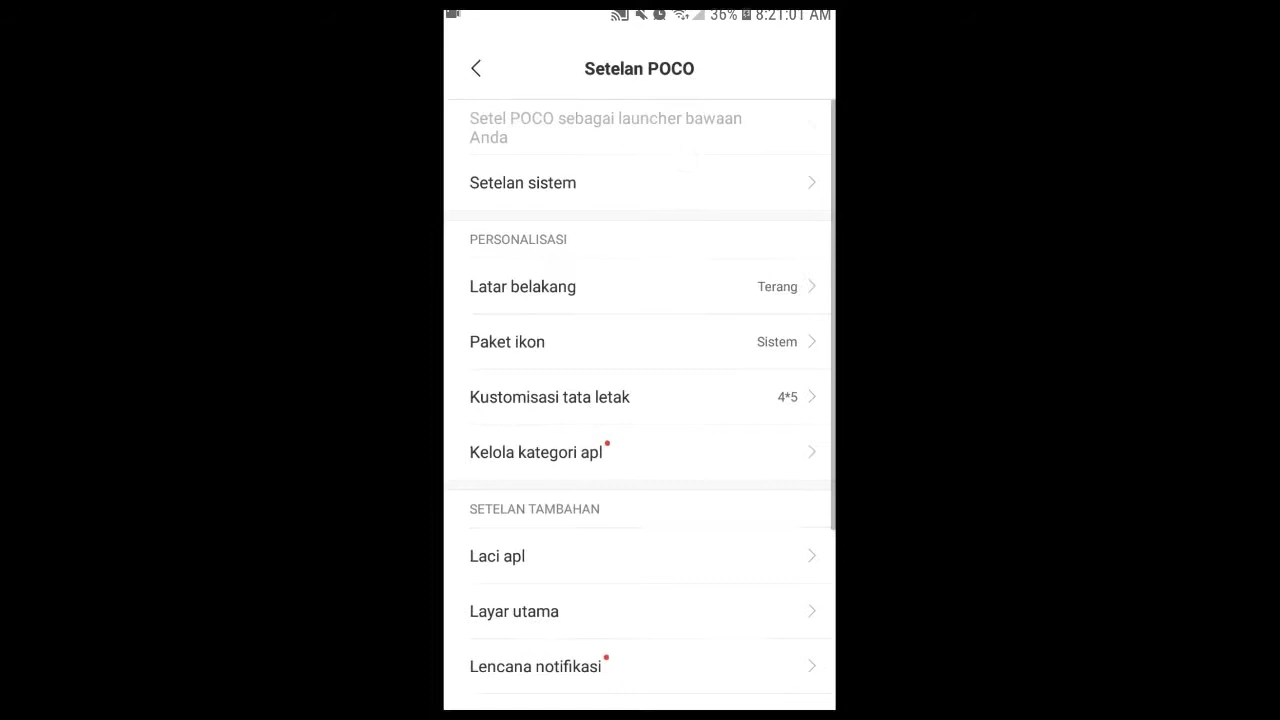 36% 8:21:01 AM
Setelan POCO
Setel POCO sebagai launcher bawaan
Anda
Setelan sistem
PERSONALISASI
Latar belakang Terang
Paket ikon Sistem
Kustomisasi tata letak 4*5
Kelola kategori apl
SETELAN TAMBAHAN
Laci apl
Layar utama
Lencana notifikasi